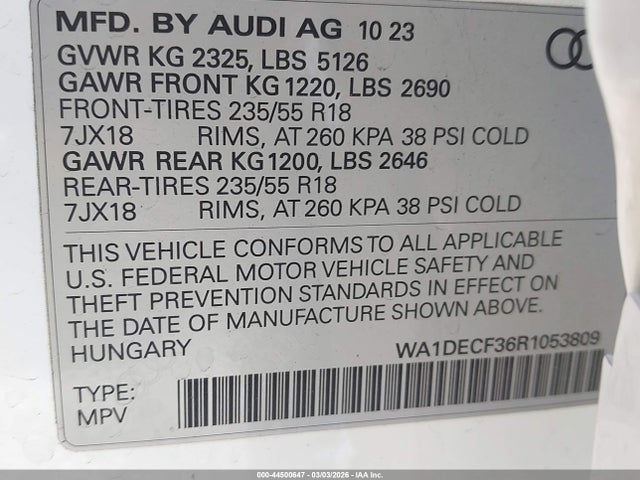 MFD. BY AUDI AG 10 23
GVWR KG 2325, LBS 5126
GAWR FRONT KG 1220, LBS 2690
FRONT-TIRES 235/55 R18
7JX18 RIMS, AT 260 KPA 38 PSI COLD
GAWR REAR KG 1200, LBS 2646
REAR-TIRES 235/55 R18
7JX18 RIMS, AT 260 KPA 38 PSI COLD
THIS VEHICLE CONFORMS TO ALL APPLICABLE
U.S. FEDERAL MOTOR VEHICLE SAFETY AND
THEFT PREVENTION STANDARDS IN EFFECT ON
THE DATE OF MANUFACTURE SHOWN ABOVE.
HUNGARY WA1DECF36R1053809
TYPE:
MPV
000-44500647 - 03/03/2026 - IAA Inc.